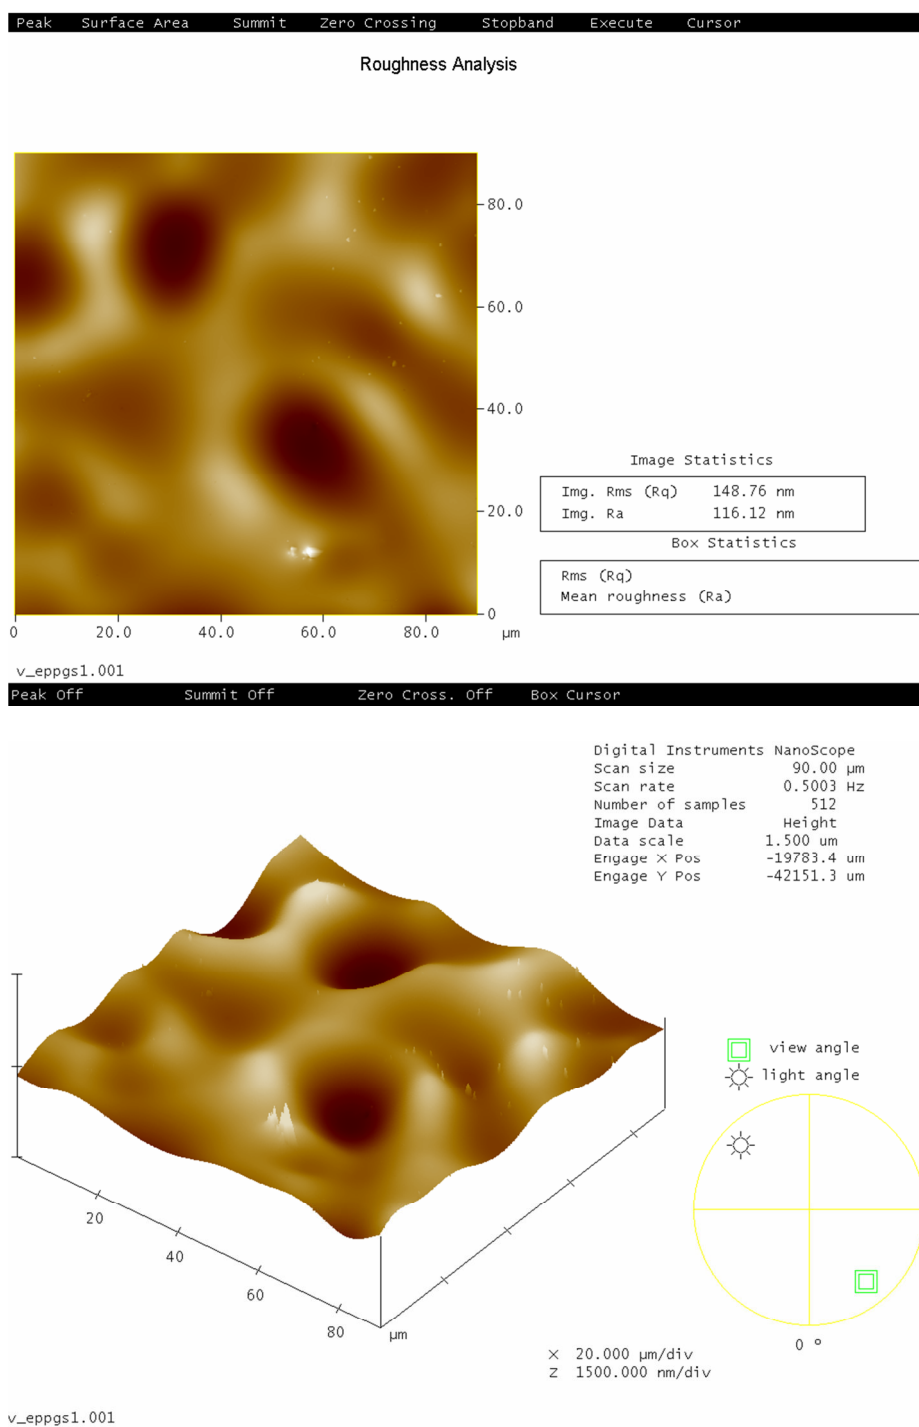 Peak Surface Area Summit Zero Crossing Stopband Execute Cursor
Roughness Analysis
80.0
60.0
40.0
20.0
0
0 20.0 40.0 60.0 80.0 µm
Image Statistics
Img. Rms (Rq) 148.76 nm
Img. Ra 116.12 nm
Box Statistics
Rms (Rq)
Mean roughness (Ra)
v_eppgs1.001
Peak Off Summit Off Zero Cross. Off Box Cursor
Digital Instruments NanoScope
Scan size 90.00 µm
Scan rate 0.5003 Hz
Number of samples 512
Image Data Height
Data scale 1.500 um
Engage X Pos -19783.4 um
Engage Y Pos -42151.3 um
view angle
light angle
20
40
60
80
µm
0 º
X 20.000 µm/div
Z 1500.000 nm/div
v_eppgs1.001